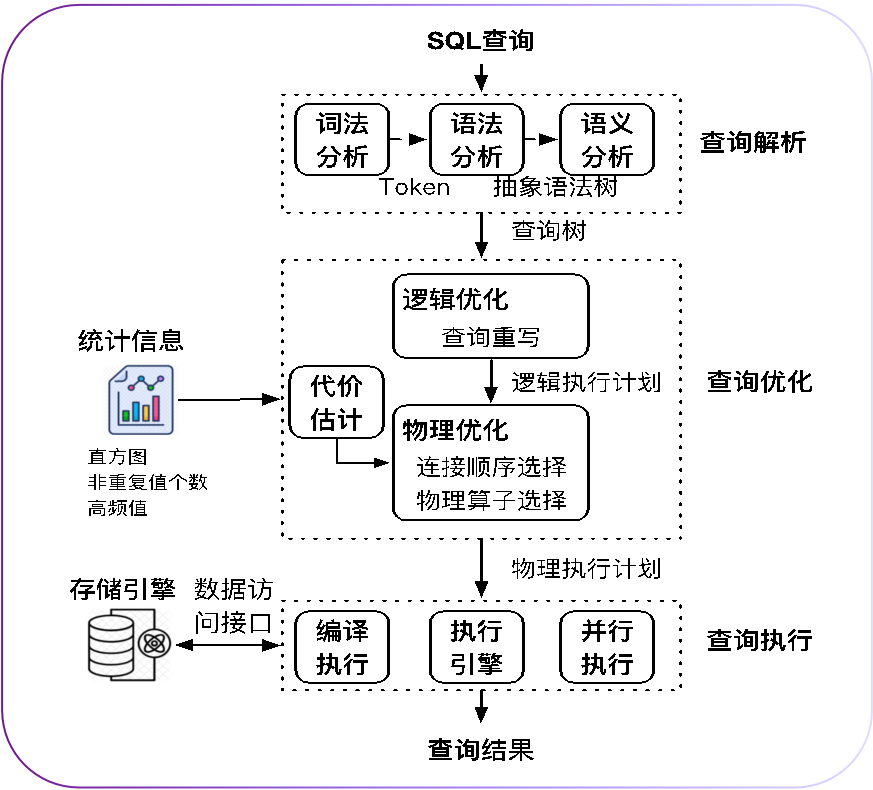 SQL查询
词法
分析
语法
分析
语义
分析
查询解析
Token
抽象语法树
查询树
逻辑优化
查询重写
统计信息
代价
估计
逻辑执行计划
查询优化
物理优化
连接顺序选择
物理算子选择
直方图
非重复值个数
高频值
物理执行计划
存储引擎
数据访
问接口
编译
执行
执行
引擎
并行
执行
查询执行
查询结果